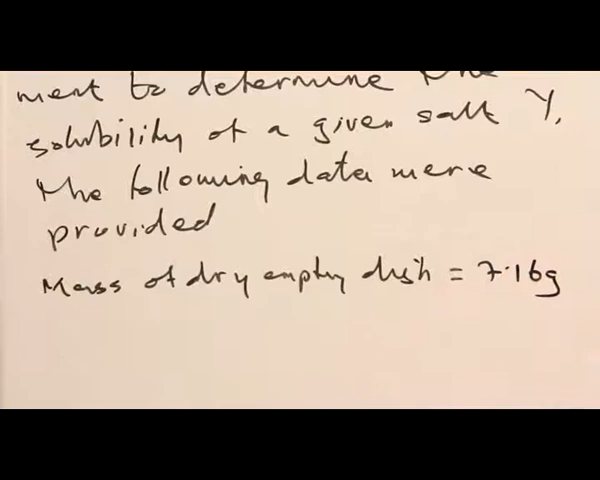 ment to determine the
solubility of a given salt Y,
the following data were
provided
Mass of dry empty dish = 7.16g